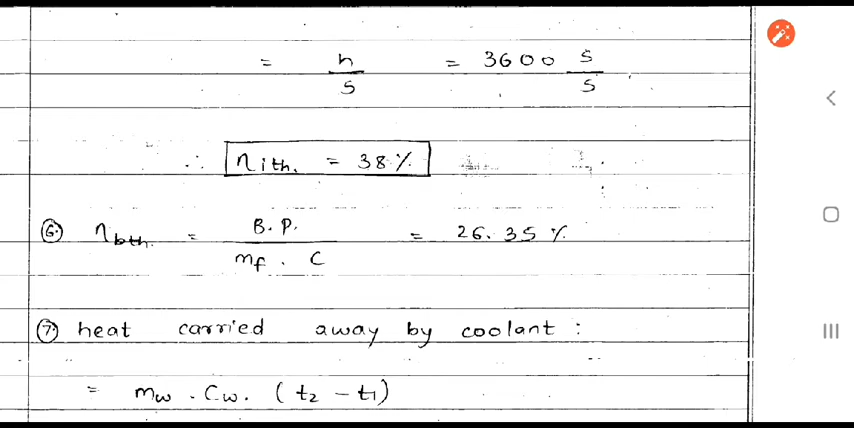 = h/s = 3600 s/s
∴ ηith. = 38%
⑥ ηbth. = B.P./mf . C = 26.35 %
⑦ heat carried away by coolant :
= mw . Cw. (t2 - t1)